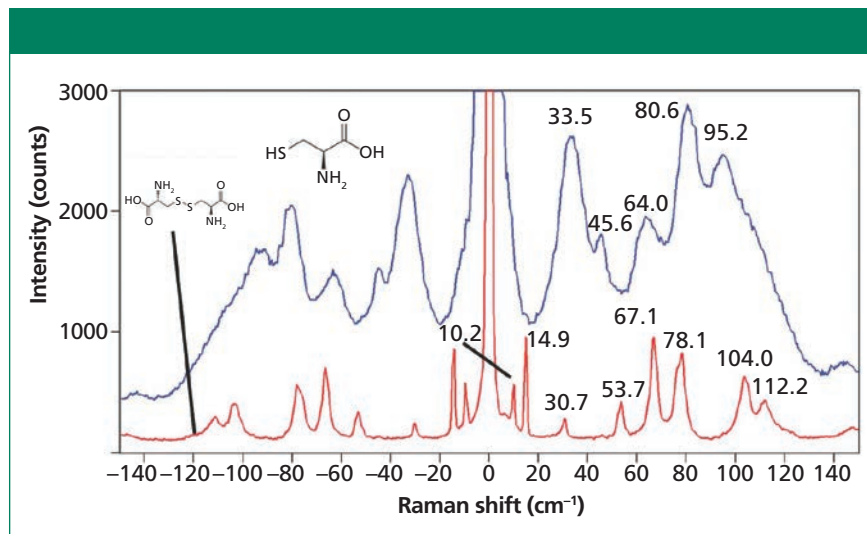 3000
2000
1000
Intensity (counts)
33.5
80.6
95.2
45.6
64.0
10.2
14.9
30.7
53.7
67.1
78.1
104.0
112.2
O
HS
OH
NH₂
NH₂
O
HO
S
S
OH
O
NH₂
−140 −120 −100 −80 −60 −40 −20 0 20 40 60 80 100 120 140
Raman shift (cm⁻¹)